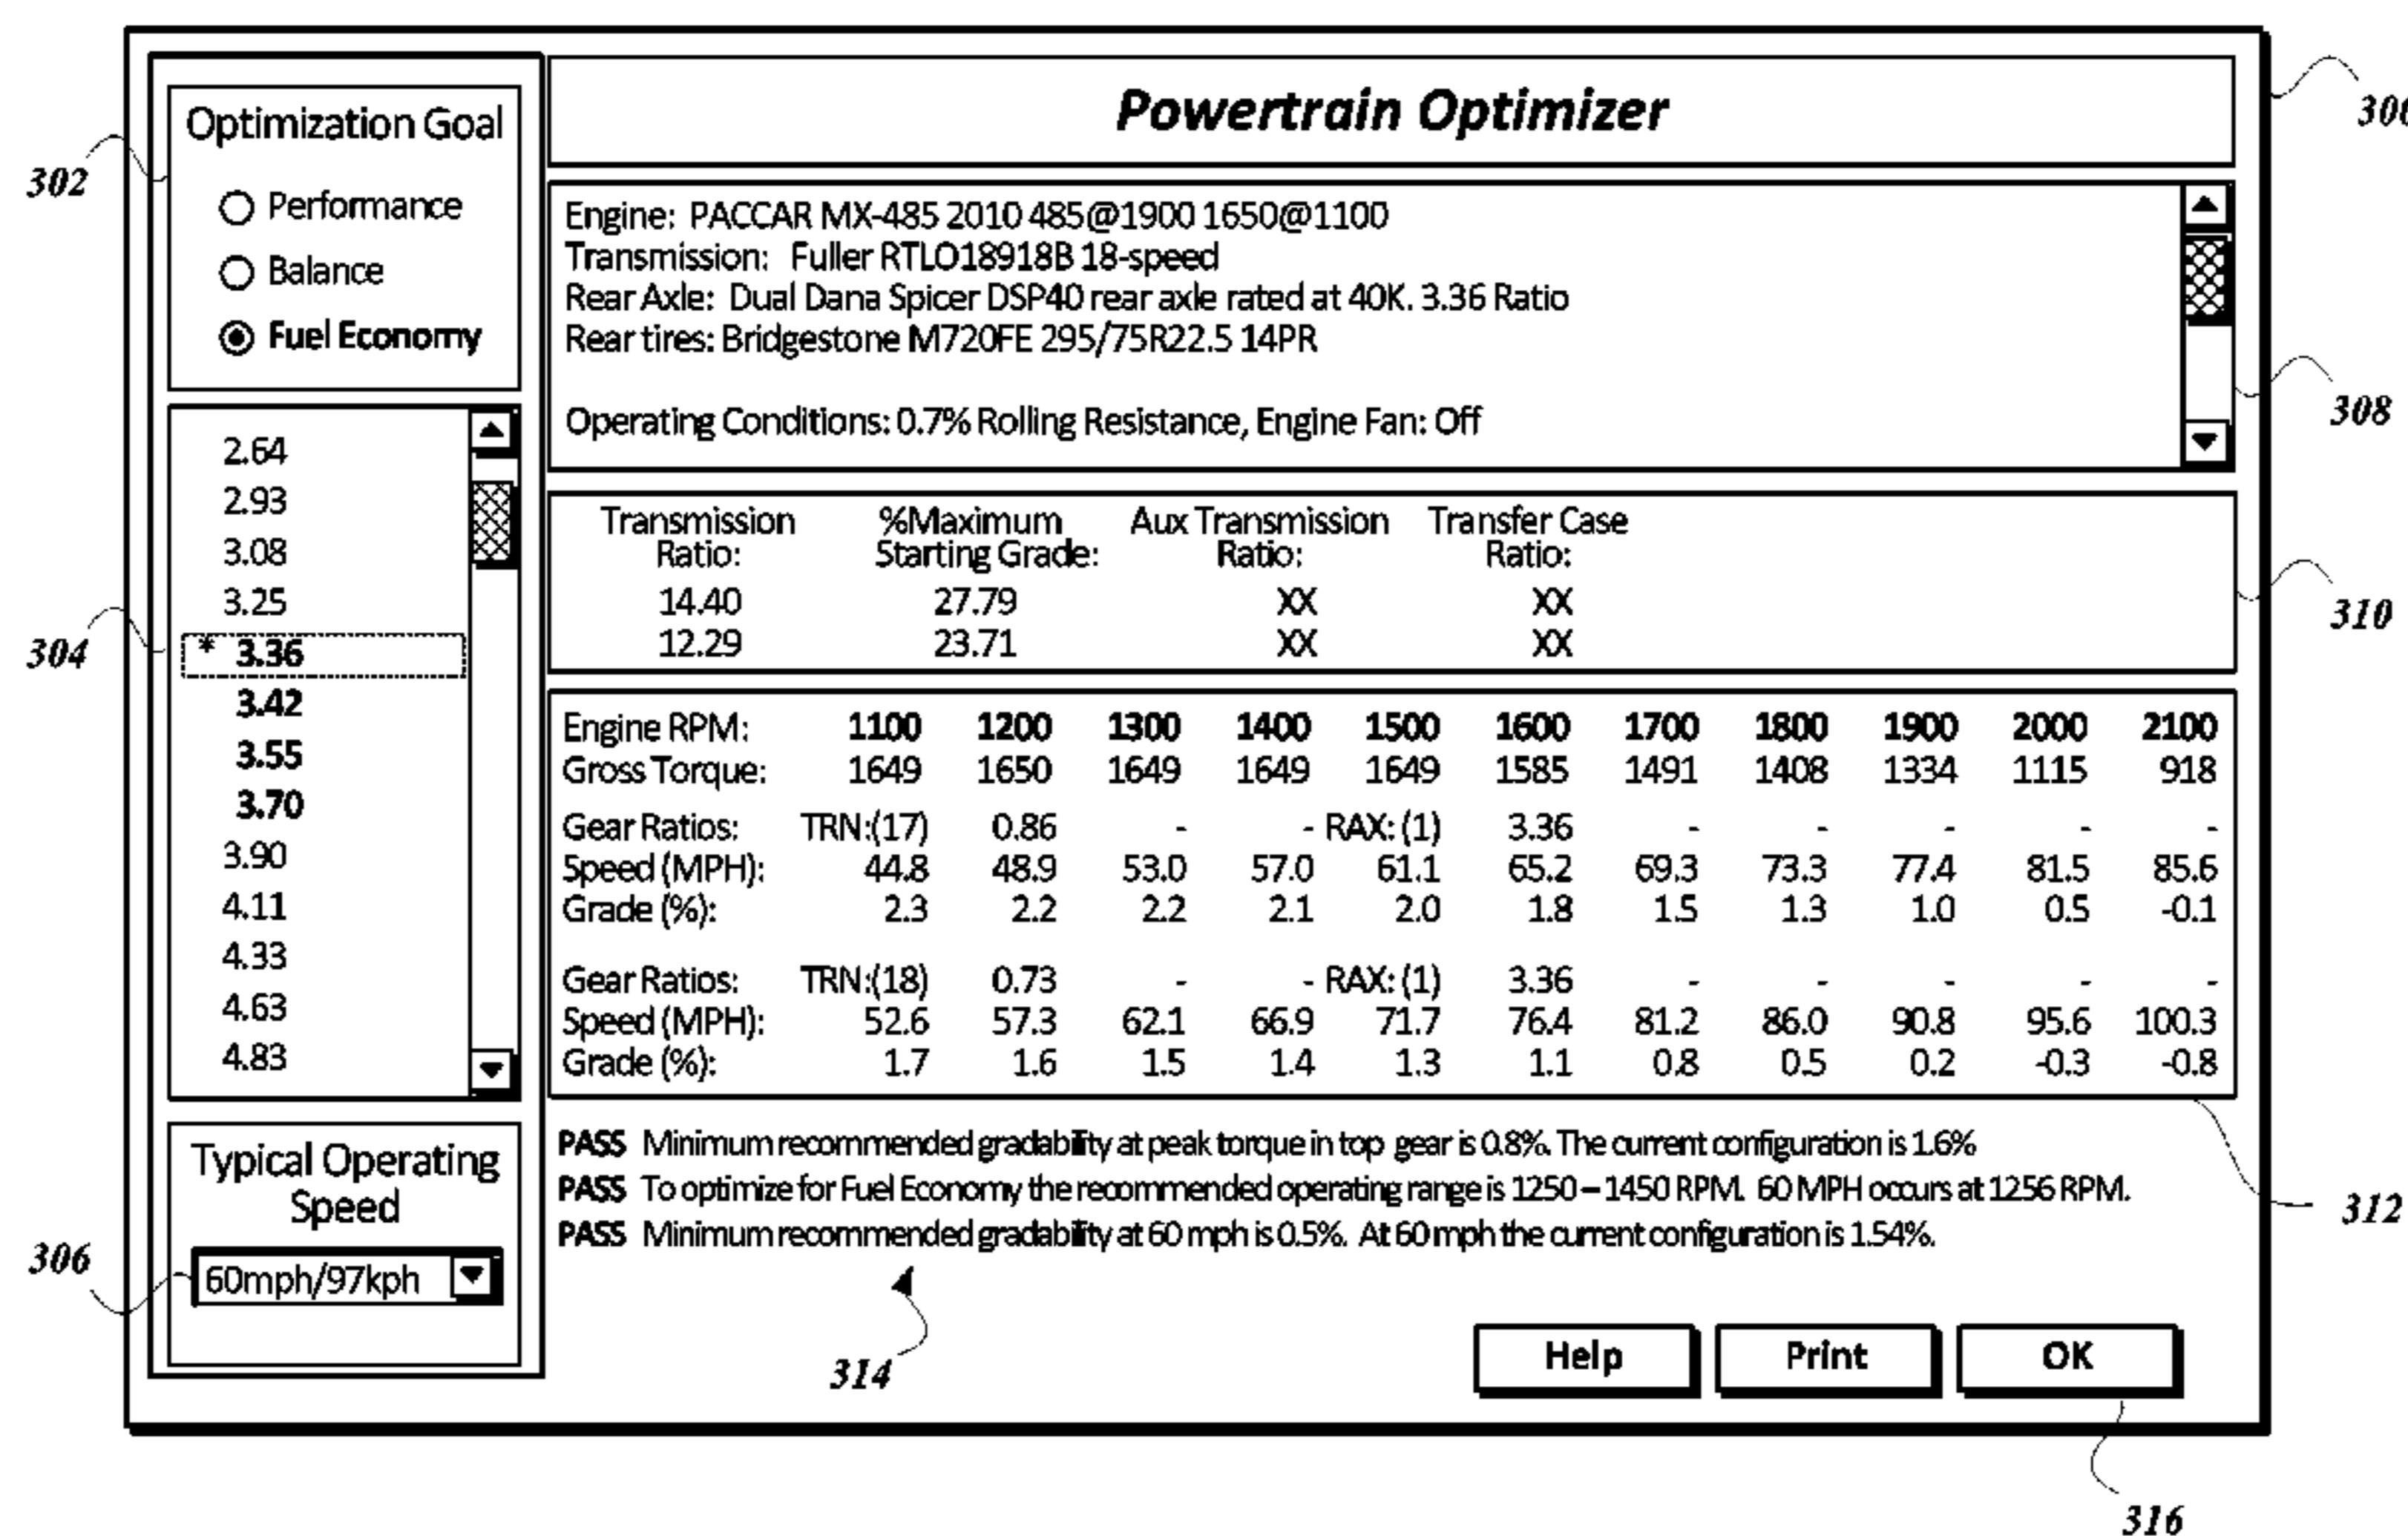 Powertrain Optimizer
300
302
Optimization Goal
Performance
Balance
Fuel Economy
304
2.64
2.93
3.08
3.25
* 3.36
3.42
3.55
3.70
3.90
4.11
4.33
4.63
4.83
Typical Operating
Speed
306
60mph/97kph
Engine: PACCAR MX-485 2010 485@1900 1650@1100
Transmission: Fuller RTLO18918B 18-speed
Rear Axle: Dual Dana Spicer DSP40 rear axle rated at 40K. 3.36 Ratio
Rear tires: Bridgestone M720FE 295/75R22.5 14PR
Operating Conditions: 0.7% Rolling Resistance, Engine Fan: Off
308
Transmission %Maximum Aux Transmission Transfer Case
Ratio: Starting Grade: Ratio: Ratio:
14.40 27.79 XX XX
12.29 23.71 XX XX
310
Engine RPM: 1100 1200 1300 1400 1500 1600 1700 1800 1900 2000 2100
Gross Torque: 1649 1650 1649 1649 1649 1585 1491 1408 1334 1115 918
Gear Ratios: TRN:(17) 0.86 - - RAX: (1) 3.36 - - - - -
Speed (MPH): 44.8 48.9 53.0 57.0 61.1 65.2 69.3 73.3 77.4 81.5 85.6
Grade (%): 2.3 2.2 2.2 2.1 2.0 1.8 1.5 1.3 1.0 0.5 -0.1
Gear Ratios: TRN:(18) 0.73 - - RAX: (1) 3.36 - - - - -
Speed (MPH): 52.6 57.3 62.1 66.9 71.7 76.4 81.2 86.0 90.8 95.6 100.3
Grade (%): 1.7 1.6 1.5 1.4 1.3 1.1 0.8 0.5 0.2 -0.3 -0.8
312
PASS Minimum recommended gradability at peak torque in top gear is 0.8%. The current configuration is 1.6%
PASS To optimize for Fuel Economy the recommended operating range is 1250 – 1450 RPM. 60 MPH occurs at 1256 RPM.
PASS Minimum recommended gradability at 60 mph is 0.5%. At 60 mph the current configuration is 1.54%.
314
Help Print OK
316